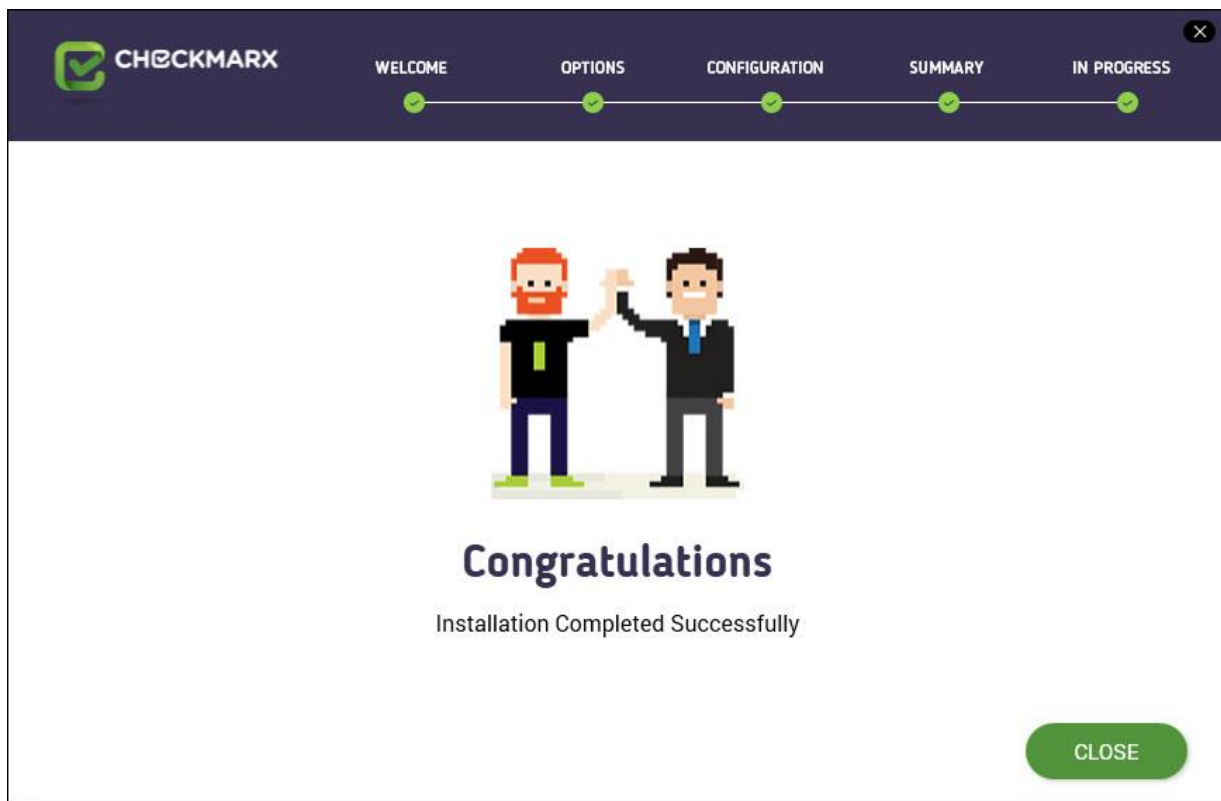 CHECKMARX
WELCOME OPTIONS CONFIGURATION SUMMARY IN PROGRESS
Congratulations
Installation Completed Successfully
CLOSE